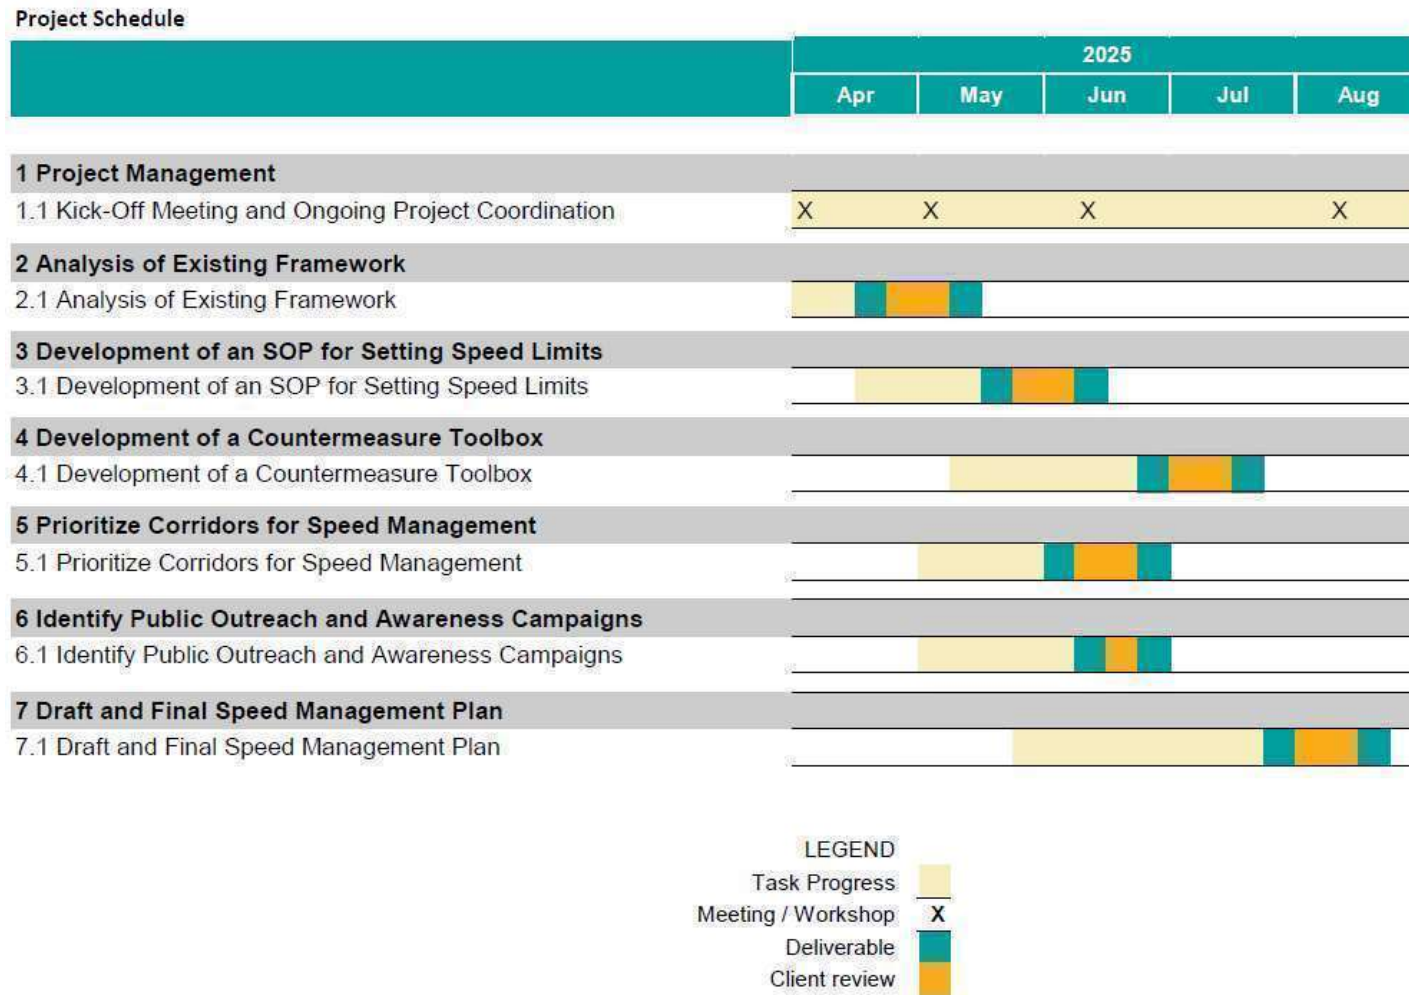 Project Schedule
2025
Apr May Jun Jul Aug
1 Project Management
1.1 Kick-Off Meeting and Ongoing Project Coordination X X X X
2 Analysis of Existing Framework
2.1 Analysis of Existing Framework
3 Development of an SOP for Setting Speed Limits
3.1 Development of an SOP for Setting Speed Limits
4 Development of a Countermeasure Toolbox
4.1 Development of a Countermeasure Toolbox
5 Prioritize Corridors for Speed Management
5.1 Prioritize Corridors for Speed Management
6 Identify Public Outreach and Awareness Campaigns
6.1 Identify Public Outreach and Awareness Campaigns
7 Draft and Final Speed Management Plan
7.1 Draft and Final Speed Management Plan
LEGEND
Task Progress
Meeting / Workshop X
Deliverable
Client review